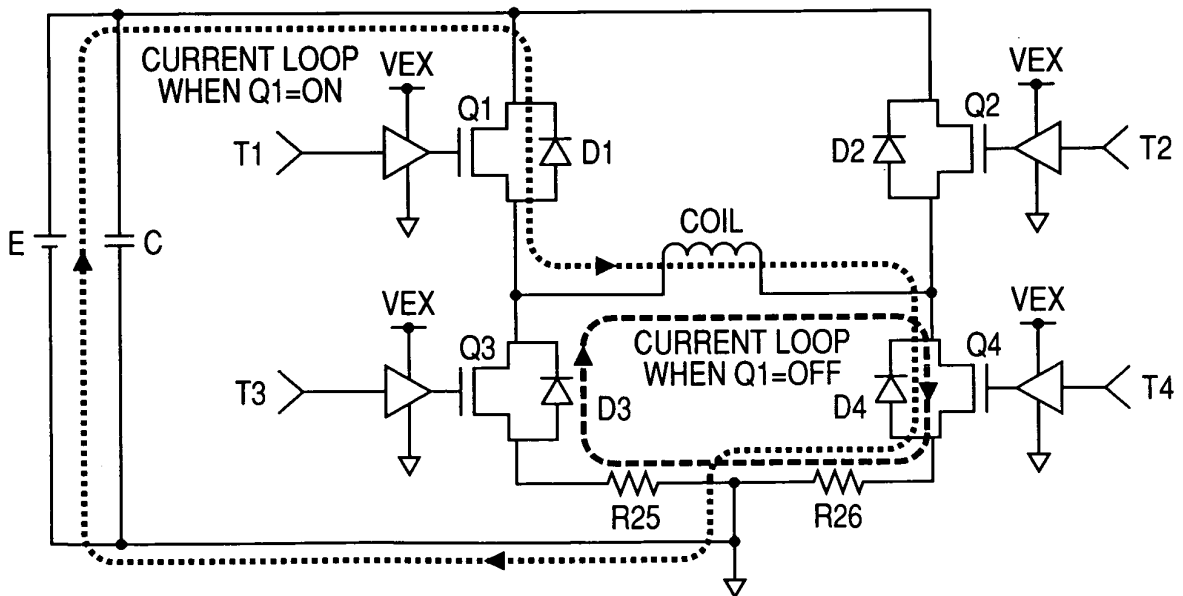 CURRENT LOOP
WHEN Q1=ON
VEX
Q1
T1
D1
VEX
Q2
D2
T2
E
C
COIL
VEX
Q3
T3
D3
CURRENT LOOP
WHEN Q1=OFF
VEX
Q4
D4
T4
R25
R26